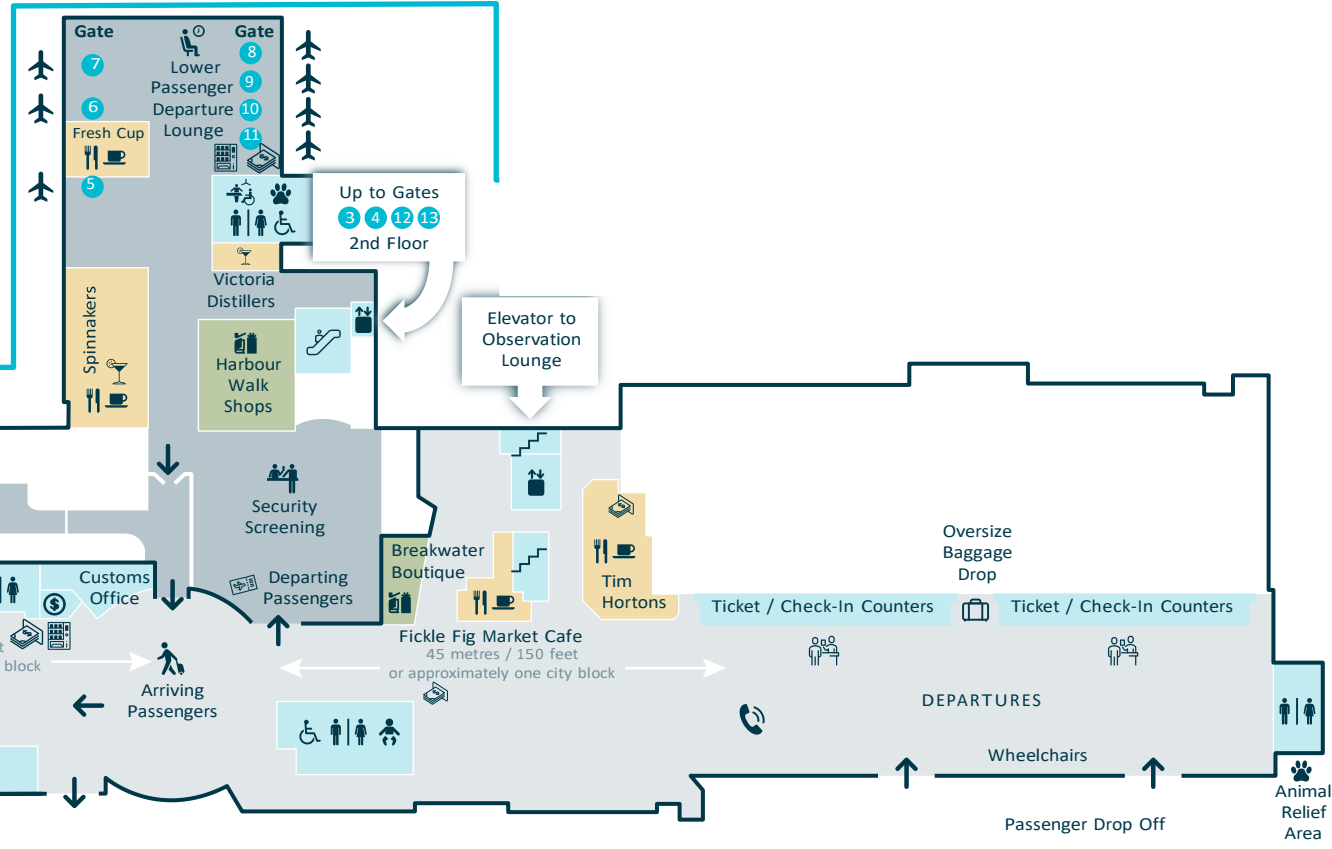 Gate
7
6
Fresh Cup
5
Lower
Passenger
Departure
Lounge
Gate
8
9
10
11
Up to Gates
3 4 12 13
2nd Floor
Victoria
Distillers
Spinnakers
Harbour
Walk
Shops
Elevator to
Observation
Lounge
Security
Screening
Departing
Passengers
Breakwater
Boutique
Tim
Hortons
Oversize
Baggage
Drop
Ticket / Check-In Counters
Ticket / Check-In Counters
Customs
Office
Fickle Fig Market Cafe
45 metres / 150 feet
or approximately one city block
block
Arriving
Passengers
DEPARTURES
Wheelchairs
Passenger Drop Off
Animal
Relief
Area